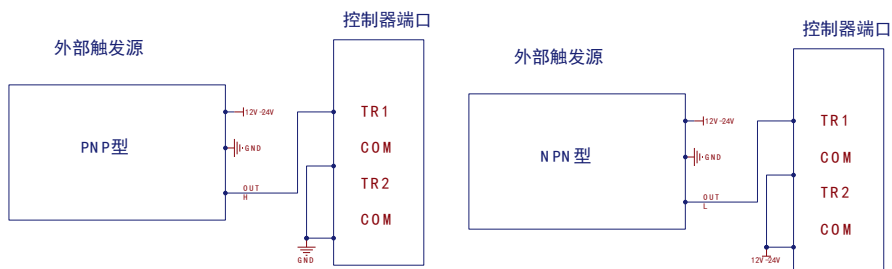 控制器端口
外部触发源
12V-24V
TR1
PNP型
GND
COM
TR2
OUT
H
COM
GND
控制器端口
外部触发源
12V-24V
TR1
NPN型
GND
COM
TR2
OUT
L
COM
12V-24V